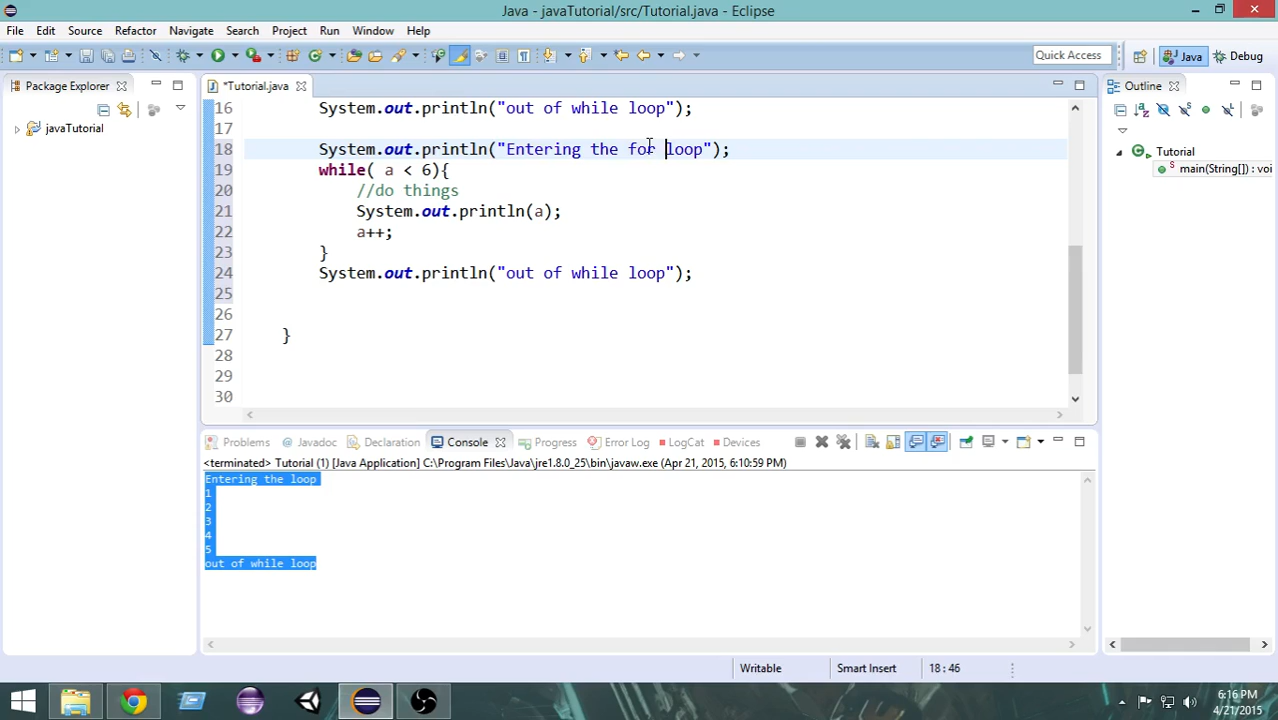 Java - javaTutorial/src/Tutorial.java - Eclipse
File Edit Source Refactor Navigate Search Project Run Window Help
Quick Access Java Debug
Package Explorer
javaTutorial
*Tutorial.java
16 System.out.println("out of while loop");
17
18 System.out.println("Entering the for loop");
19 while( a < 6){
20 //do things
21 System.out.println(a);
22 a++;
23 }
24 System.out.println("out of while loop");
25
26
27 }
28
29
30
Outline
Tutorial
main(String[]) : voi
Problems Javadoc Declaration Console Progress Error Log LogCat Devices
<terminated> Tutorial (1) [Java Application] C:\Program Files\Java\jre1.8.0_25\bin\javaw.exe (Apr 21, 2015, 6:10:59 PM)
Entering the loop
1
2
3
4
5
out of while loop
Writable Smart Insert 18 : 46
6:16 PM
4/21/2015